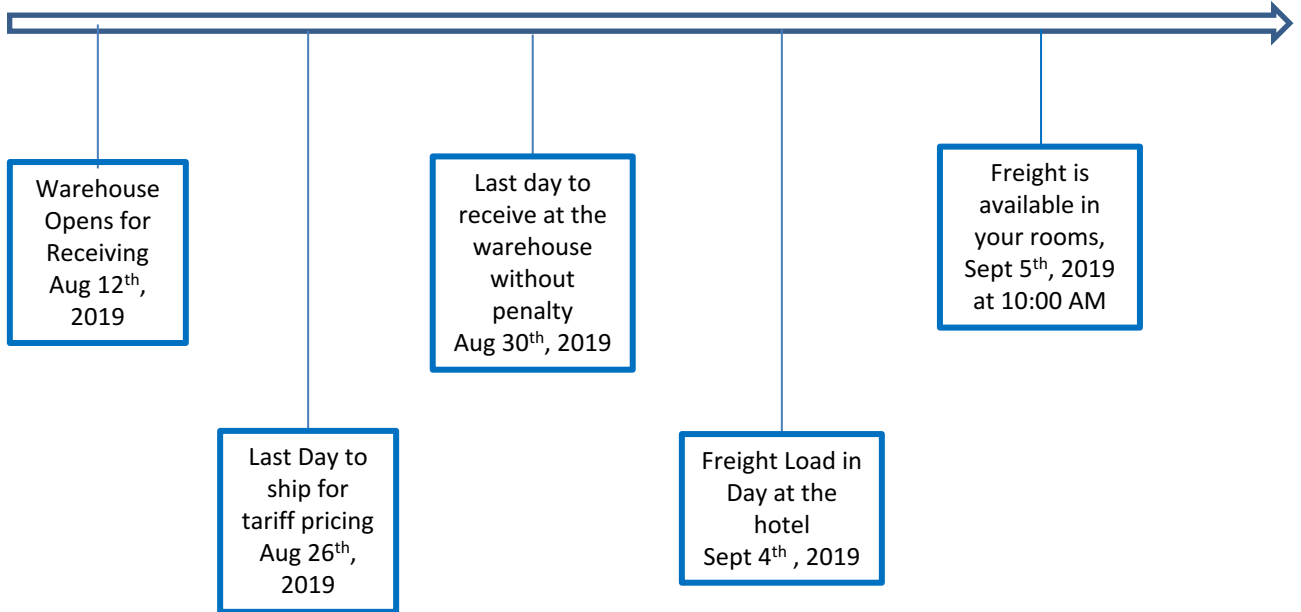 Warehouse
Opens for
Receiving
Aug 12th,
2019
Last Day to
ship for
tariff pricing
Aug 26th,
2019
Last day to
receive at the
warehouse
without
penalty
Aug 30th, 2019
Freight Load in
Day at the
hotel
Sept 4th , 2019
Freight is
available in
your rooms,
Sept 5th, 2019
at 10:00 AM